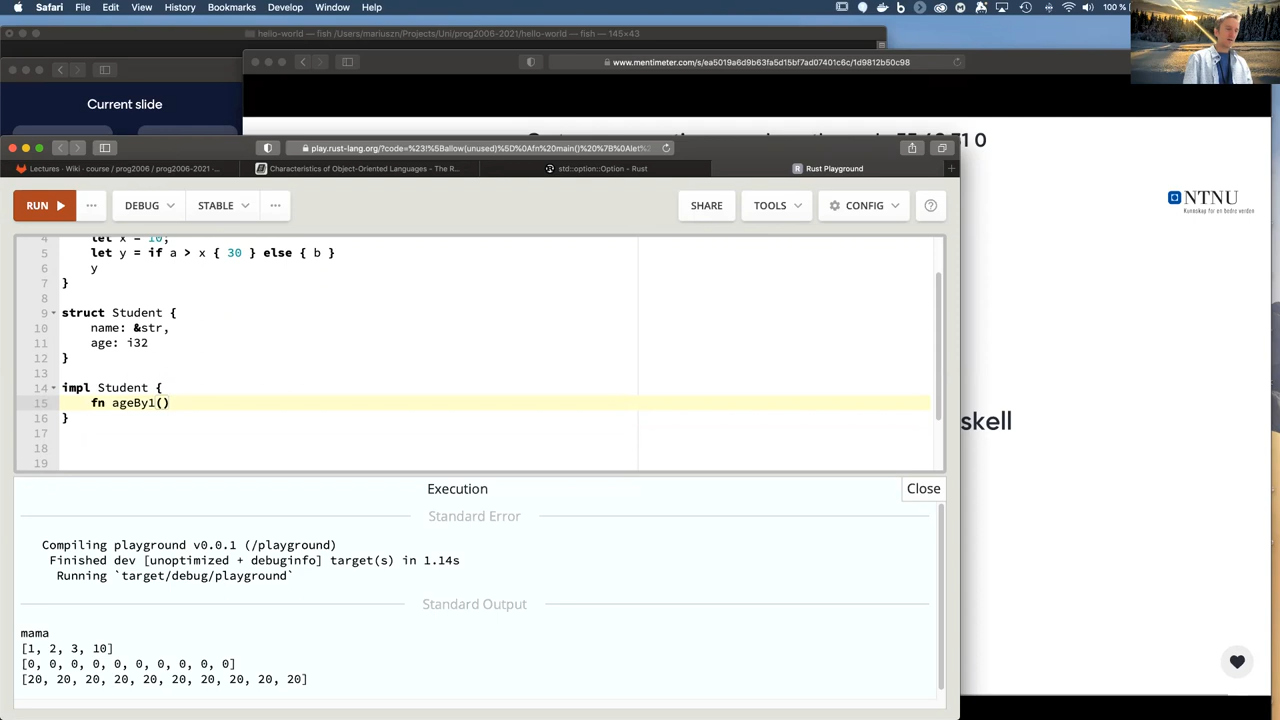 Safari File Edit View History Bookmarks Develop Window Help 100 %
hello-world — fish /Users/mariuszn/Projects/Uni/prog2006-2021/hello-world — fish — 145×43
www.mentimeter.com/s/ea5019a6d9b63fa5d15bf7ad07401c6c/1d9812b50c98
Current slide
play.rust-lang.org/?code=%23!%5Ballow(unused)%5D%0Afn%20main()%20%7B%0Alet%
Lectures · Wiki · course / prog2006 / prog2006-2021 -...
Characteristics of Object-Oriented Languages - The R...
std::option::Option - Rust
Rust Playground
NTNU
Kunnskap for en bedre verden
RUN
···
DEBUG
STABLE
···
SHARE
TOOLS
CONFIG
4 let x = 10;
5 let y = if a > x { 30 } else { b }
6 y
7 }
8
9 struct Student {
10 name: &str,
11 age: i32
12 }
13
14 impl Student {
15 fn ageBy1()
16 }
17
18
19
skell
Execution
Close
Standard Error
Compiling playground v0.0.1 (/playground)
Finished dev [unoptimized + debuginfo] target(s) in 1.14s
Running `target/debug/playground`
Standard Output
mama
[1, 2, 3, 10]
[0, 0, 0, 0, 0, 0, 0, 0, 0, 0]
[20, 20, 20, 20, 20, 20, 20, 20, 20, 20]